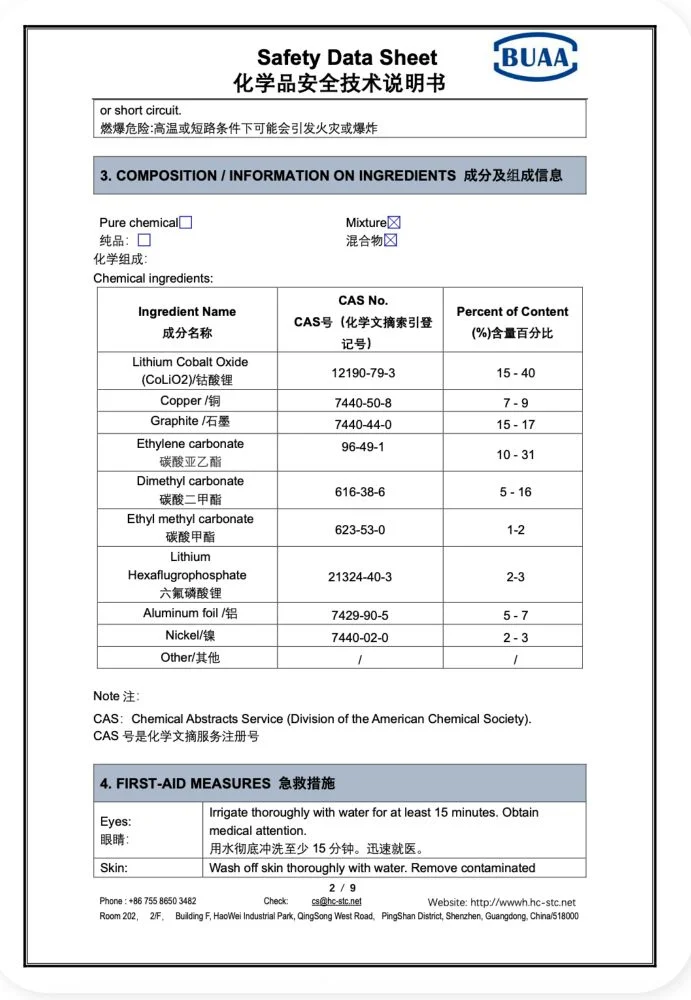 Safety Data Sheet
化学品安全技术说明书
BUAA
or short circuit.
燃爆危险:高温或短路条件下可能会引发火灾或爆炸
3. COMPOSITION / INFORMATION ON INGREDIENTS 成分及组成信息
Pure chemical☐ Mixture☒
纯品：☐ 混合物☒
化学组成:
Chemical ingredients:
Ingredient Name
成分名称
CAS No.
CAS号（化学文摘索引登
记号）
Percent of Content
(%)含量百分比
Lithium Cobalt Oxide
(CoLiO2)/钴酸锂
12190-79-3
15 - 40
Copper /铜
7440-50-8
7 - 9
Graphite /石墨
7440-44-0
15 - 17
Ethylene carbonate
碳酸亚乙酯
96-49-1
10 - 31
Dimethyl carbonate
碳酸二甲酯
616-38-6
5 - 16
Ethyl methyl carbonate
碳酸甲酯
623-53-0
1-2
Lithium
Hexaflugrophosphate
六氟磷酸锂
21324-40-3
2-3
Aluminum foil /铝
7429-90-5
5 - 7
Nickel/镍
7440-02-0
2 - 3
Other/其他
/
/
Note 注:
CAS：Chemical Abstracts Service (Division of the American Chemical Society).
CAS 号是化学文摘服务注册号
4. FIRST-AID MEASURES 急救措施
Eyes:
眼睛:
Irrigate thoroughly with water for at least 15 minutes. Obtain
medical attention.
用水彻底冲洗至少 15 分钟。迅速就医。
Skin:
Wash off skin thoroughly with water. Remove contaminated
2 / 9
Phone : +86 755 8650 3482 Check: cs@hc-stc.net Website: http://wwwh.hc-stc.net
Room 202， 2/F， Building F, HaoWei Industrial Park, QingSong West Road， PingShan District, Shenzhen, Guangdong, China/518000